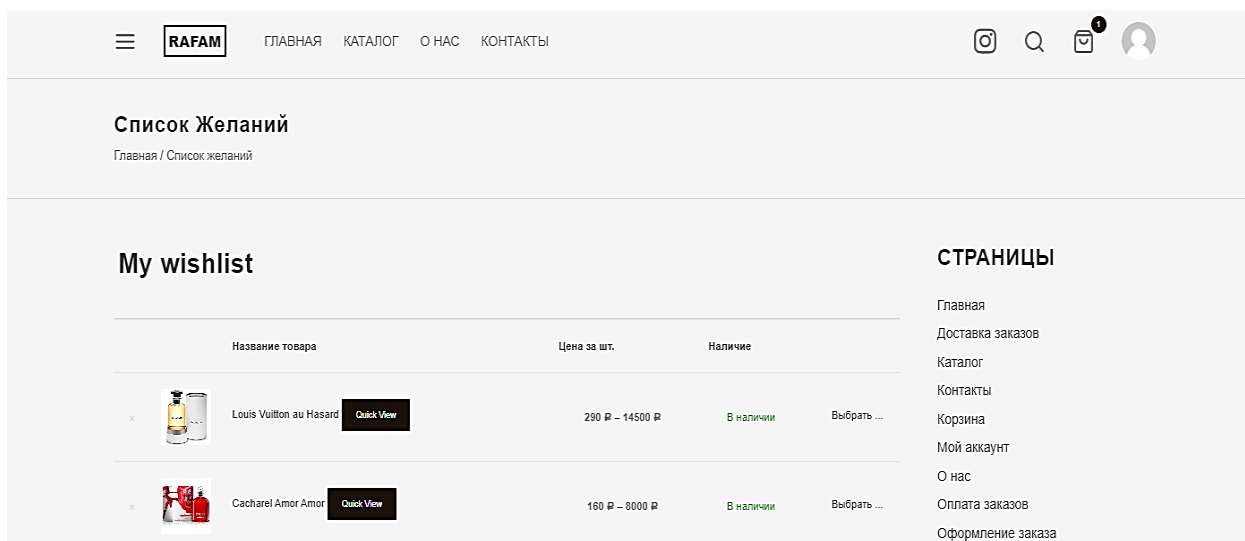 RAFAM ГЛАВНАЯ КАТАЛОГ О НАС КОНТАКТЫ 1
Список Желаний
Главная / Список желаний
My wishlist
Название товара Цена за шт. Наличие
x Louis Vuitton au Hasard Quick View 290 ₽ – 14500 ₽ В наличии Выбрать ...
x Cacharel Amor Amor Quick View 160 ₽ – 8000 ₽ В наличии Выбрать ...
СТРАНИЦЫ
Главная
Доставка заказов
Каталог
Контакты
Корзина
Мой аккаунт
О нас
Оплата заказов
Оформление заказа